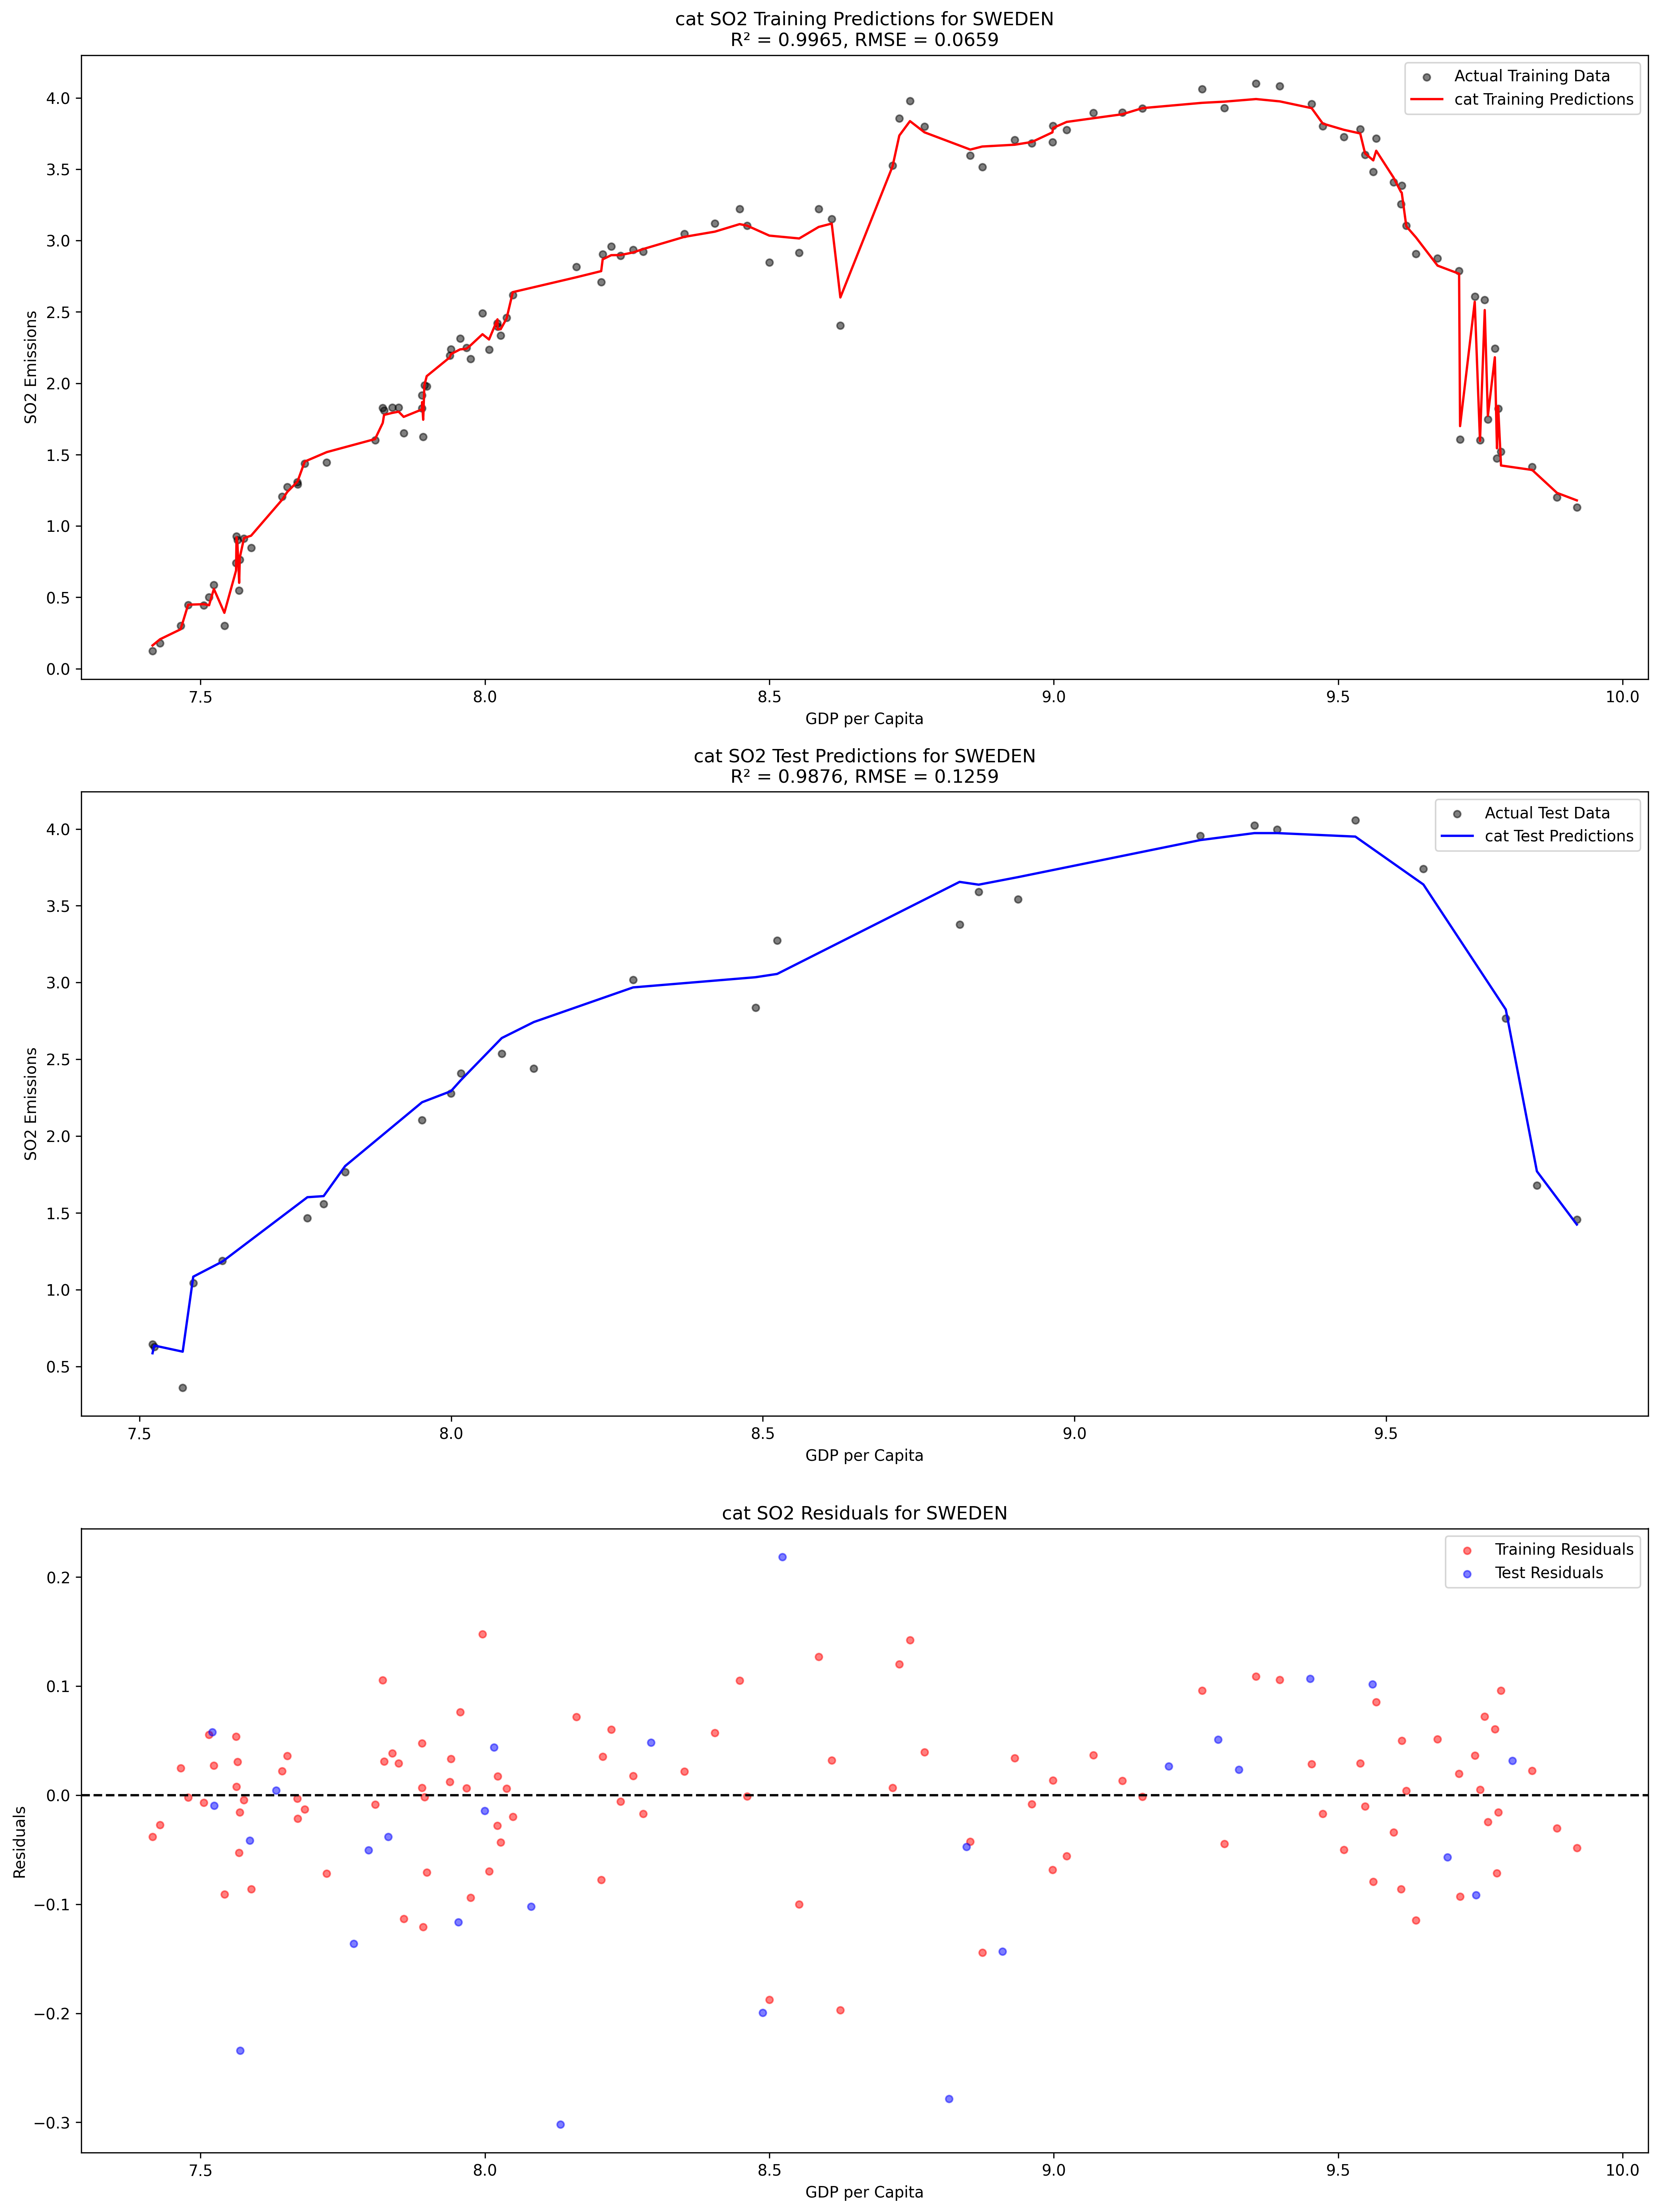 cat SO2 Training Predictions for SWEDEN
R² = 0.9965, RMSE = 0.0659
Actual Training Data
cat Training Predictions
SO2 Emissions
4.0
3.5
3.0
2.5
2.0
1.5
1.0
0.5
0.0
7.5 8.0 8.5 9.0 9.5 10.0
GDP per Capita
cat SO2 Test Predictions for SWEDEN
R² = 0.9876, RMSE = 0.1259
Actual Test Data
cat Test Predictions
SO2 Emissions
4.0
3.5
3.0
2.5
2.0
1.5
1.0
0.5
7.5 8.0 8.5 9.0 9.5
GDP per Capita
cat SO2 Residuals for SWEDEN
Training Residuals
Test Residuals
Residuals
0.2
0.1
0.0
−0.1
−0.2
−0.3
7.5 8.0 8.5 9.0 9.5 10.0
GDP per Capita